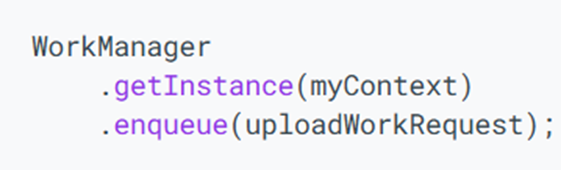 WorkManager
    .getInstance(myContext)
    .enqueue(uploadWorkRequest);